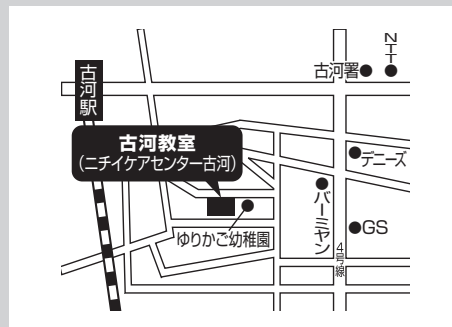 NTT
古河署
古河駅
古河教室
（ニチイケアセンター古河）
デニーズ
バーミヤン
ゆりかご幼稚園
GS
4号線